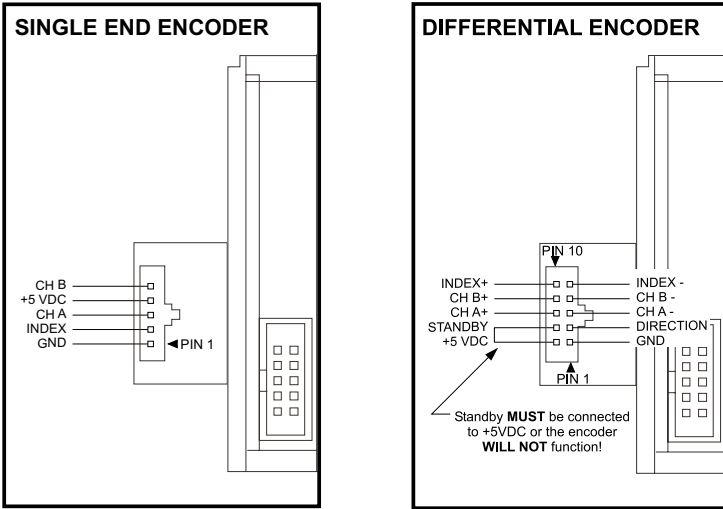 SINGLE END ENCODER
CH B
+5 VDC
CH A
INDEX
GND
PIN 1
DIFFERENTIAL ENCODER
PIN 10
INDEX+
CH B+
CH A+
STANDBY
+5 VDC
INDEX -
CH B -
CH A -
DIRECTION
GND
PIN 1
Standby MUST be connected
to +5VDC or the encoder
WILL NOT function!